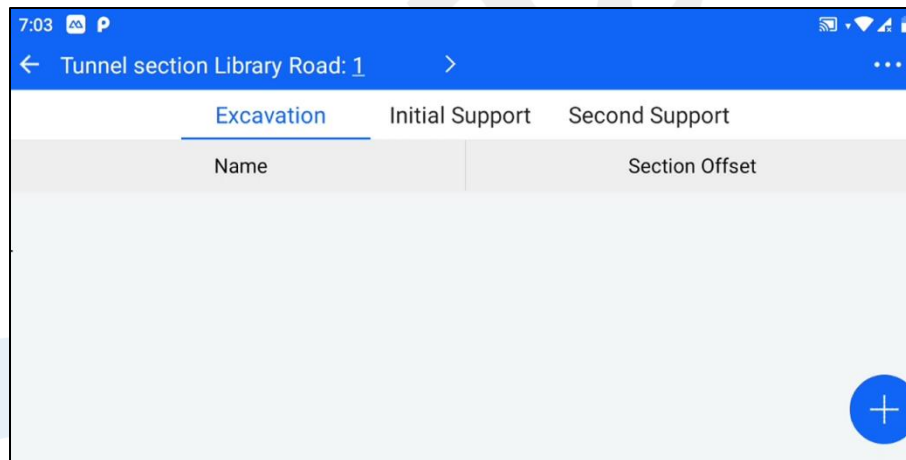 7:03
Tunnel section Library Road: 1
Excavation Initial Support Second Support
Name Section Offset